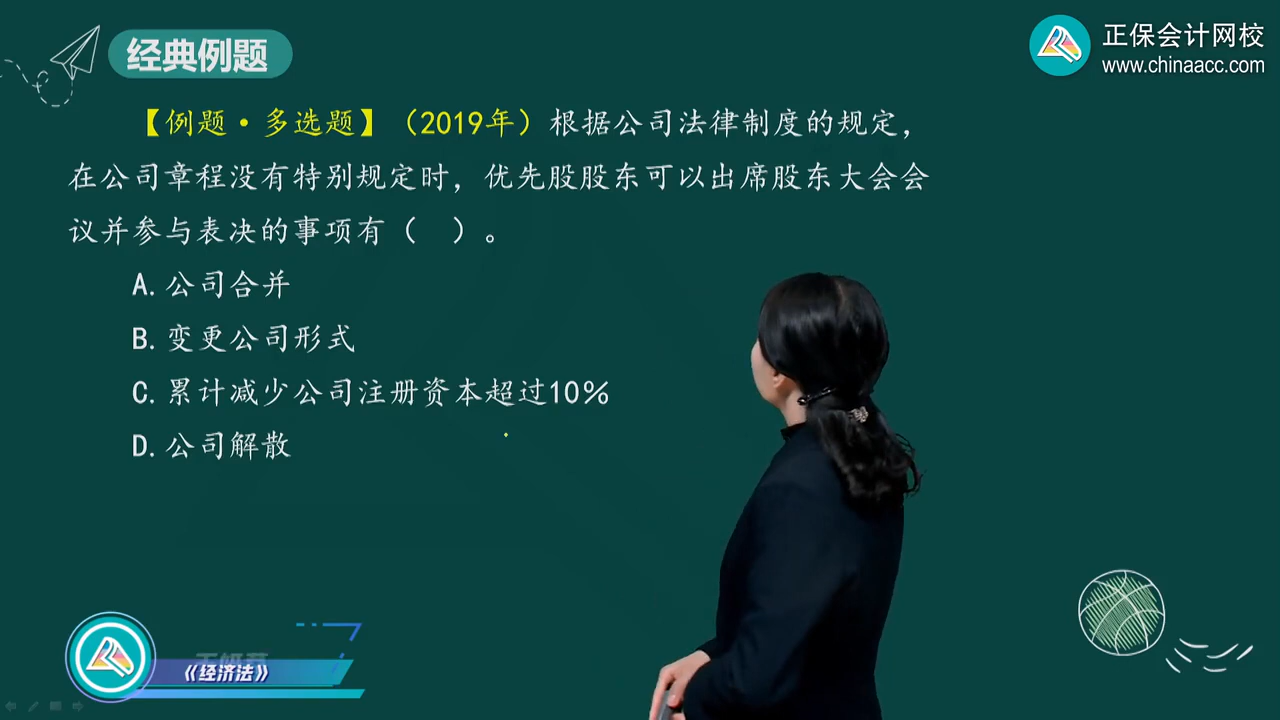 经典例题
正保会计网校
www.chinaacc.com
【例题·多选题】（2019年）根据公司法律制度的规定，
在公司章程没有特别规定时，优先股股东可以出席股东大会会
议并参与表决的事项有（　）。
A. 公司合并
B. 变更公司形式
C. 累计减少公司注册资本超过10%
D. 公司解散
《经济法》